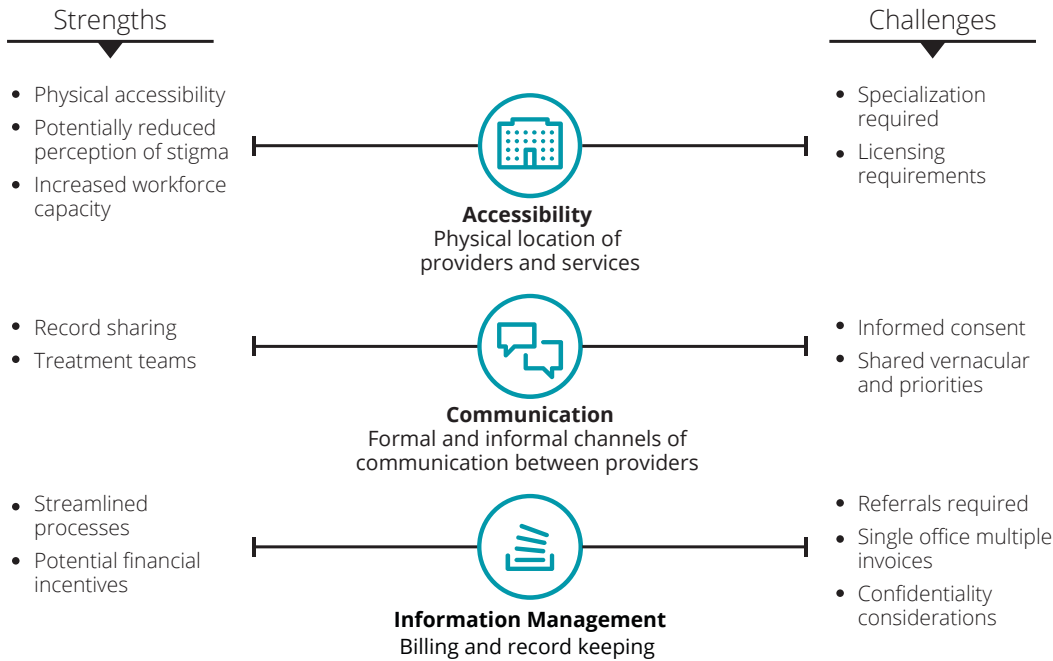 Strengths
Challenges
• Physical accessibility
• Potentially reduced
perception of stigma
• Increased workforce
capacity
Accessibility
Physical location of
providers and services
• Specialization
required
• Licensing
requirements
• Record sharing
• Treatment teams
Communication
Formal and informal channels of
communication between providers
• Informed consent
• Shared vernacular
and priorities
• Streamlined
processes
• Potential financial
incentives
Information Management
Billing and record keeping
• Referrals required
• Single office multiple
invoices
• Confidentiality
considerations